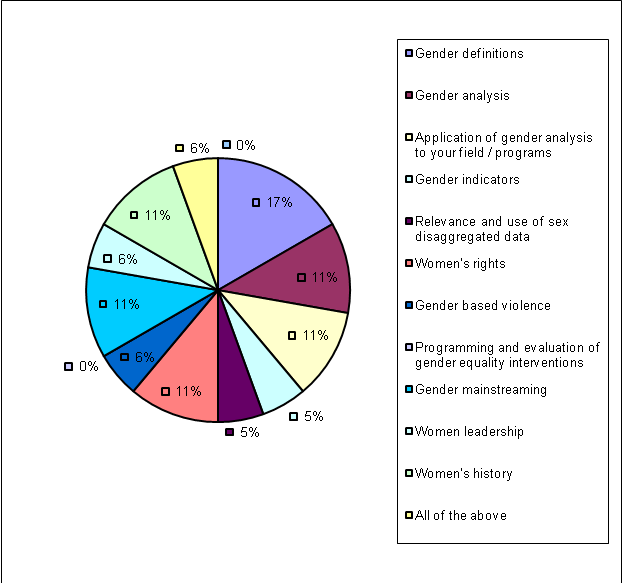 6%
0%
17%
11%
11%
6%
11%
11%
11%
6%
0%
11%
5%
5%
Gender definitions
Gender analysis
Application of gender analysis
to your field / programs
Gender indicators
Relevance and use of sex
disaggregated data
Women's rights
Gender based violence
Programming and evaluation of
gender equality interventions
Gender mainstreaming
Women leadership
Women's history
All of the above